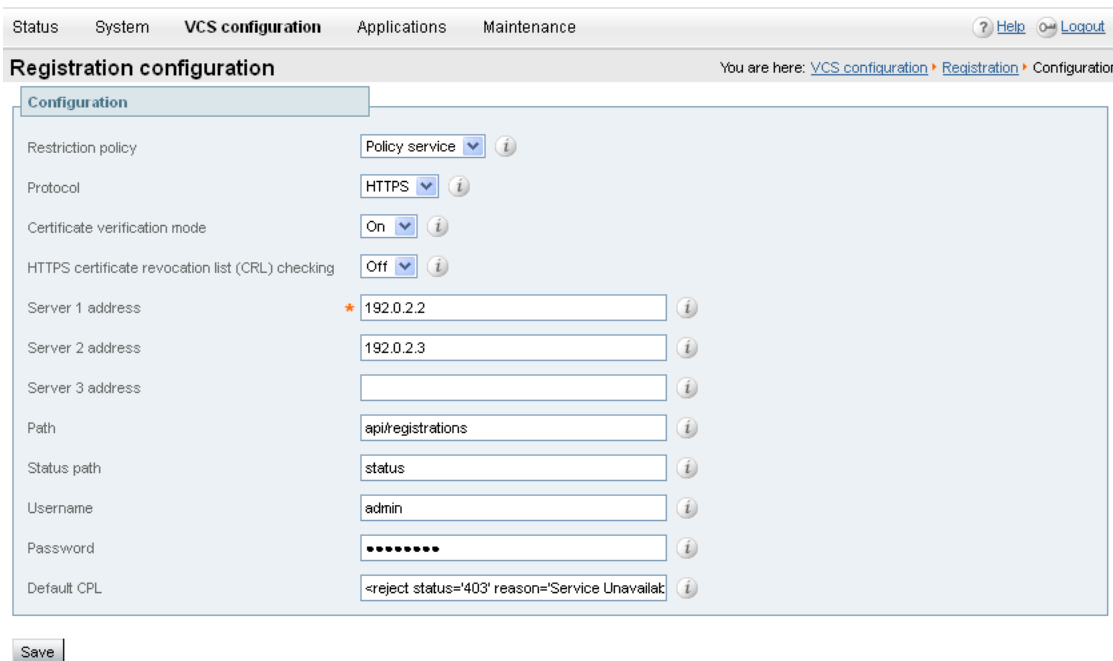 Status System VCS configuration Applications Maintenance ? Help Logout
Registration configuration You are here: VCS configuration Registration Configuration
Configuration
Restriction policy Policy service i
Protocol HTTPS i
Certificate verification mode On i
HTTPS certificate revocation list (CRL) checking Off i
Server 1 address * 192.0.2.2 i
Server 2 address 192.0.2.3 i
Server 3 address i
Path api/registrations i
Status path status i
Username admin i
Password •••••••• i
Default CPL <reject status='403' reason='Service Unavailab i
Save